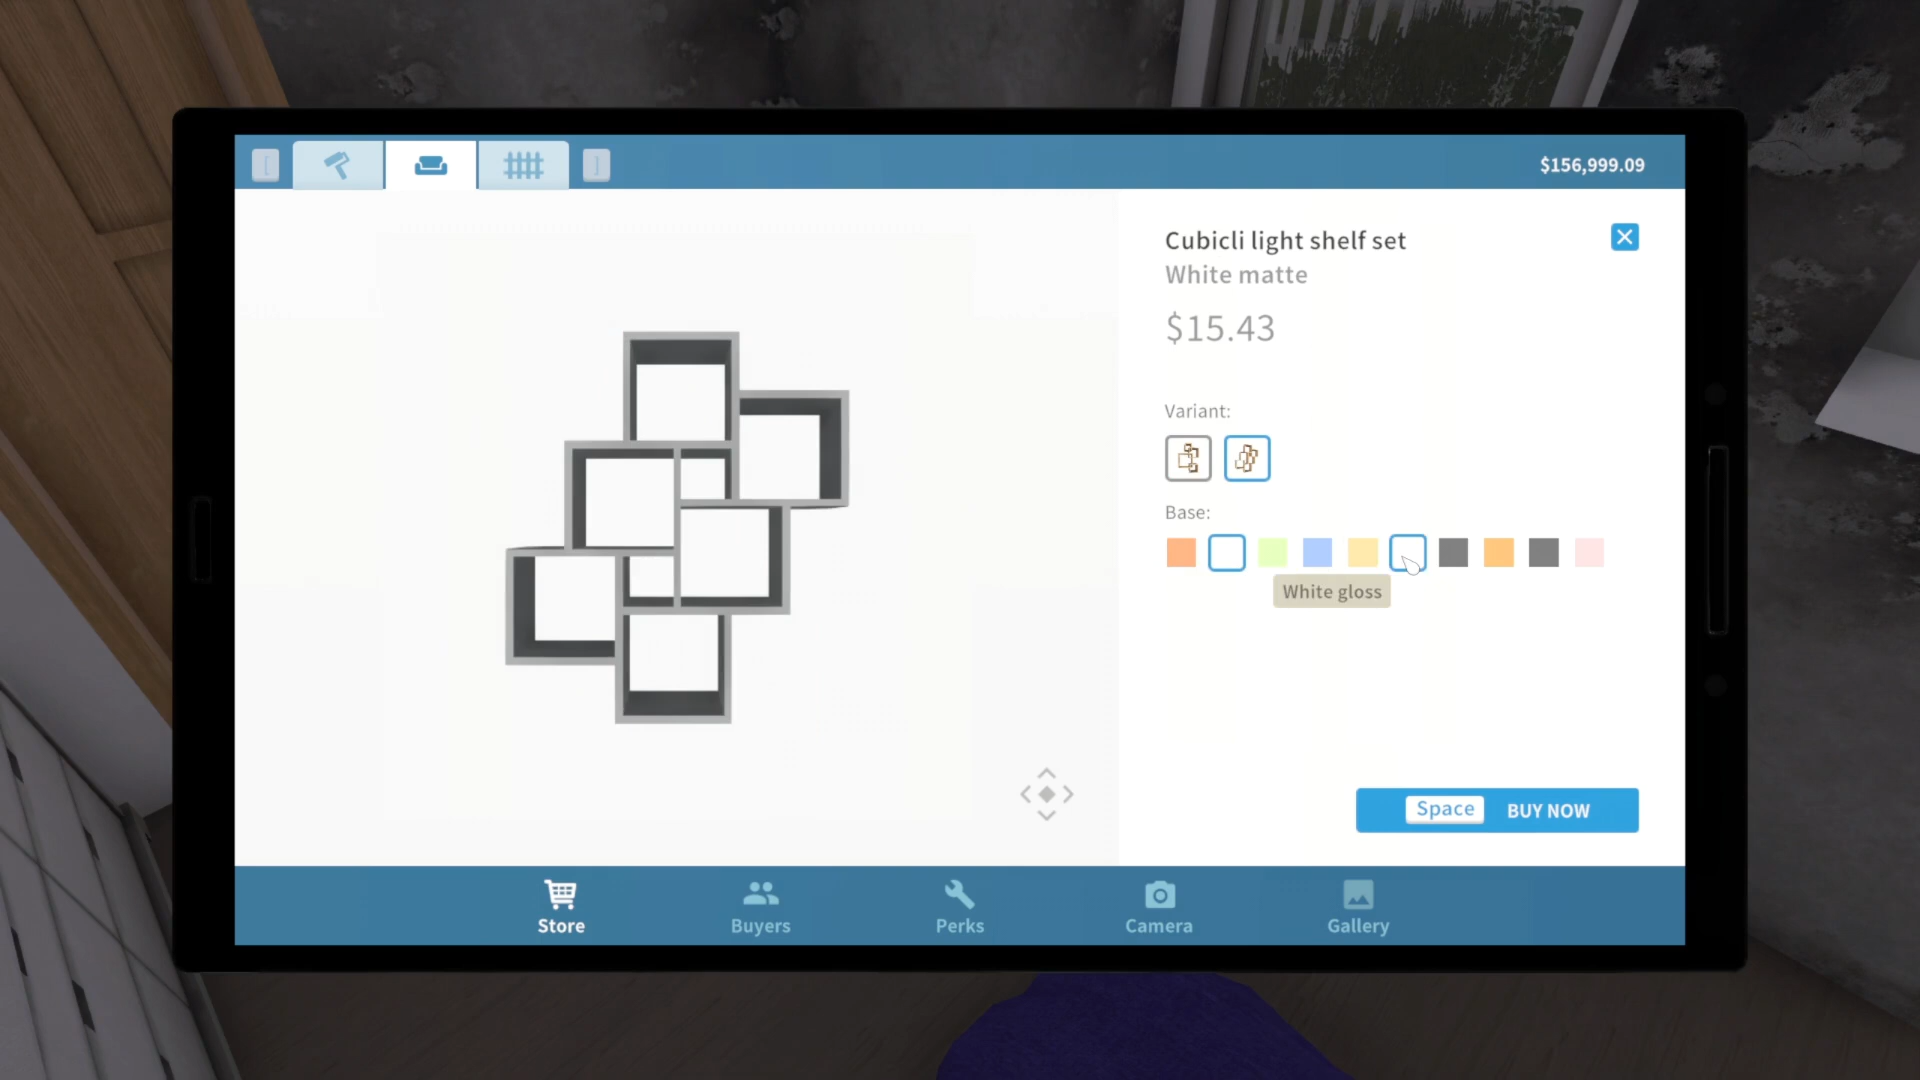 [
]
$156,999.09
Cubicli light shelf set
White matte
$15.43
Variant:
Base:
White gloss
Space BUY NOW
Store
Buyers
Perks
Camera
Gallery